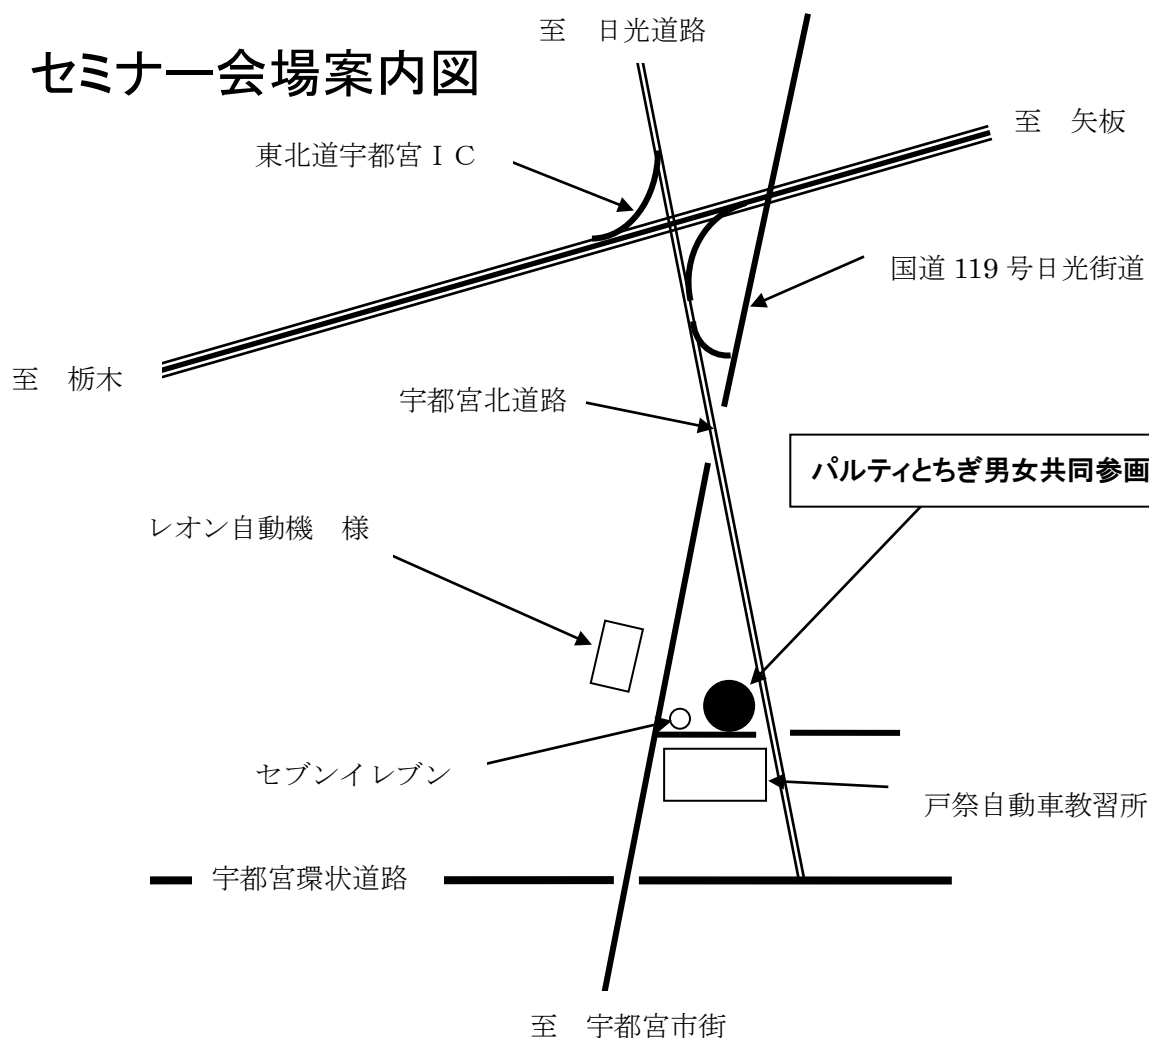 至　日光道路
セミナー会場案内図
至　矢板
東北道宇都宮ＩＣ
国道 119 号日光街道
至　栃木
宇都宮北道路
パルティとちぎ男女共同参画
レオン自動機　様
セブンイレブン
戸祭自動車教習所
宇都宮環状道路
至　宇都宮市街